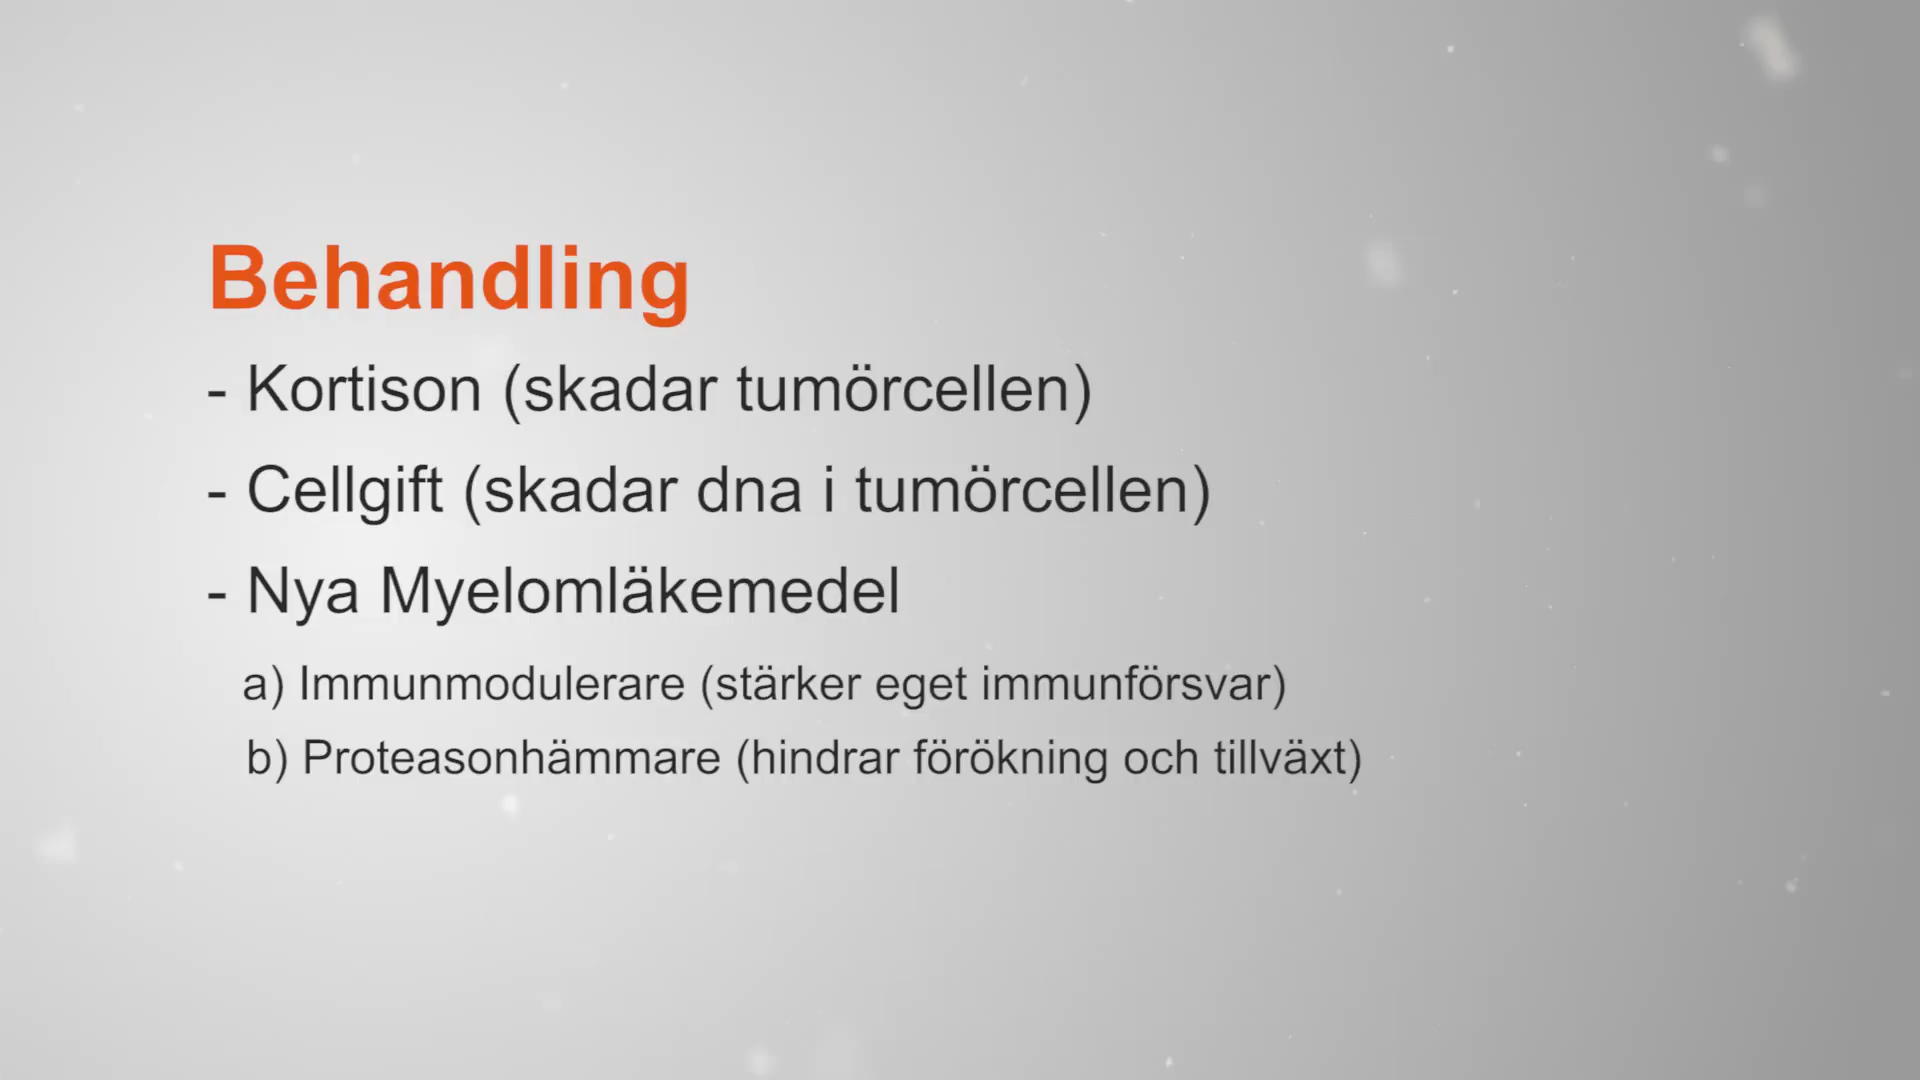 Behandling
- Kortison (skadar tumörcellen)
- Cellgift (skadar dna i tumörcellen)
- Nya Myelomläkemedel
a) Immunmodulerare (stärker eget immunförsvar)
b) Proteasonhämmare (hindrar förökning och tillväxt)